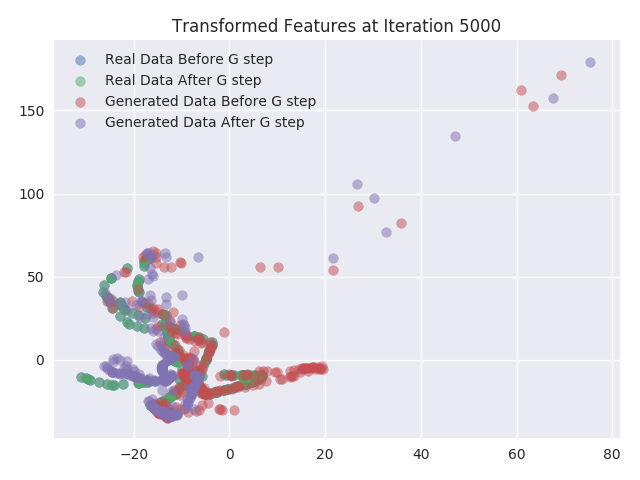 Transformed Features at Iteration 5000
Real Data Before G step
Real Data After G step
Generated Data Before G step
Generated Data After G step
150
100
50
0
−20
0
20
40
60
80